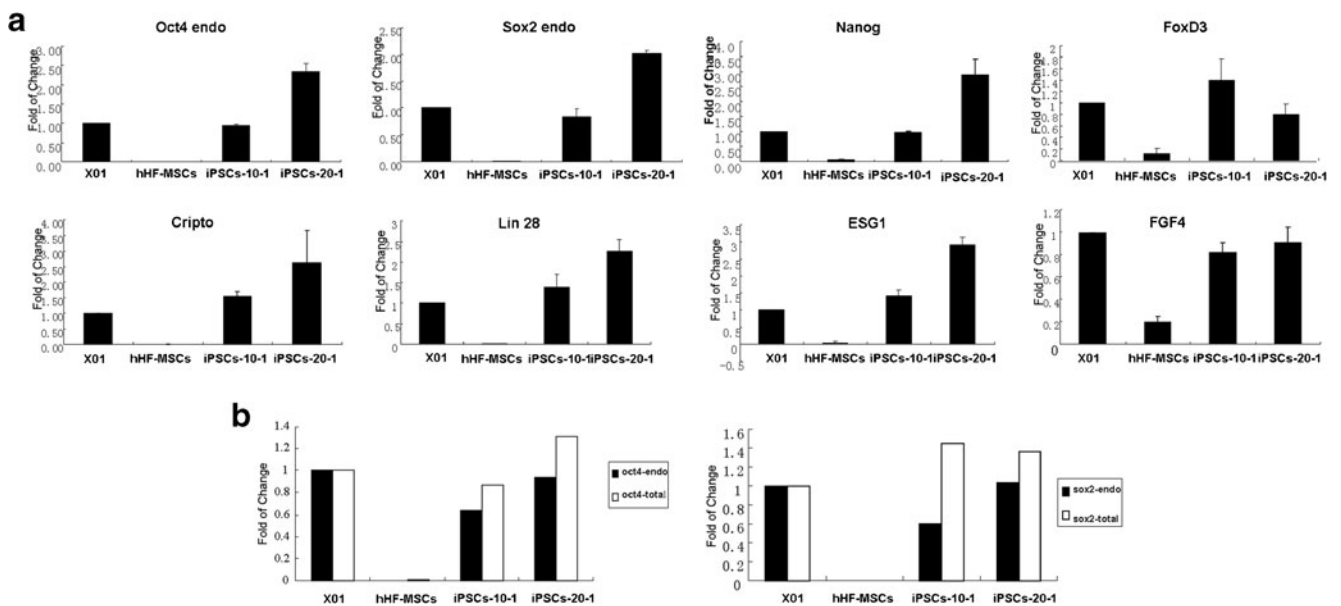 a
Oct4 endo
Fold of Change
3.00
2.50
2.00
1.50
1.00
0.50
0.00
X01 hHF-MSCs iPSCs-10-1 iPSCs-20-1
Sox2 endo
Fold of Change
2.50
2.00
1.50
1.00
0.50
0.00
X01 hHF-MSCs iPSCs-10-1 iPSCs-20-1
Nanog
Fold of Change
4.0
3.50
3.00
2.50
2.00
1.50
1.00
0.50
0.00
X01 hHF-MSCs iPSCs-10-1 iPSCs-20-1
FoxD3
Fold of Change
2
1.8
1.6
1.4
1.2
1.0
0.8
0.6
0.4
0.2
0
X01 hHF-MSCs iPSCs-10-1 iPSCs-20-1
Cripto
Fold of Change
4.00
3.50
3.00
2.50
2.00
1.50
1.00
0.50
0.00
X01 hHF-MSCs iPSCs-10-1 iPSCs-20-1
Lin 28
Fold of Change
3
2.5
2
1.5
1
0.5
0
X01 hHF-MSCs iPSCs-10-1 iPSCs-20-1
ESG1
Fold of Change
3.5
3
2.5
2
1.5
1
0.5
0
-0.5
X01 hHF-MSCs iPSCs-10-1 iPSCs-20-1
FGF4
Fold of Change
1.2
1
0.8
0.6
0.4
0.2
0
X01 hHF-MSCs iPSCs-10-1 iPSCs-20-1
b
Fold of Change
1.4
1.2
1
0.8
0.6
0.4
0.2
0
X01 hHF-MSCs iPSCs-10-1 iPSCs-20-1
oct4-endo
oct4-total
Fold of Change
1.6
1.4
1.2
1
0.8
0.6
0.4
0.2
0
X01 hHF-MSCs iPSCs-10-1 iPSCs-20-1
sox2-endo
sox2-total